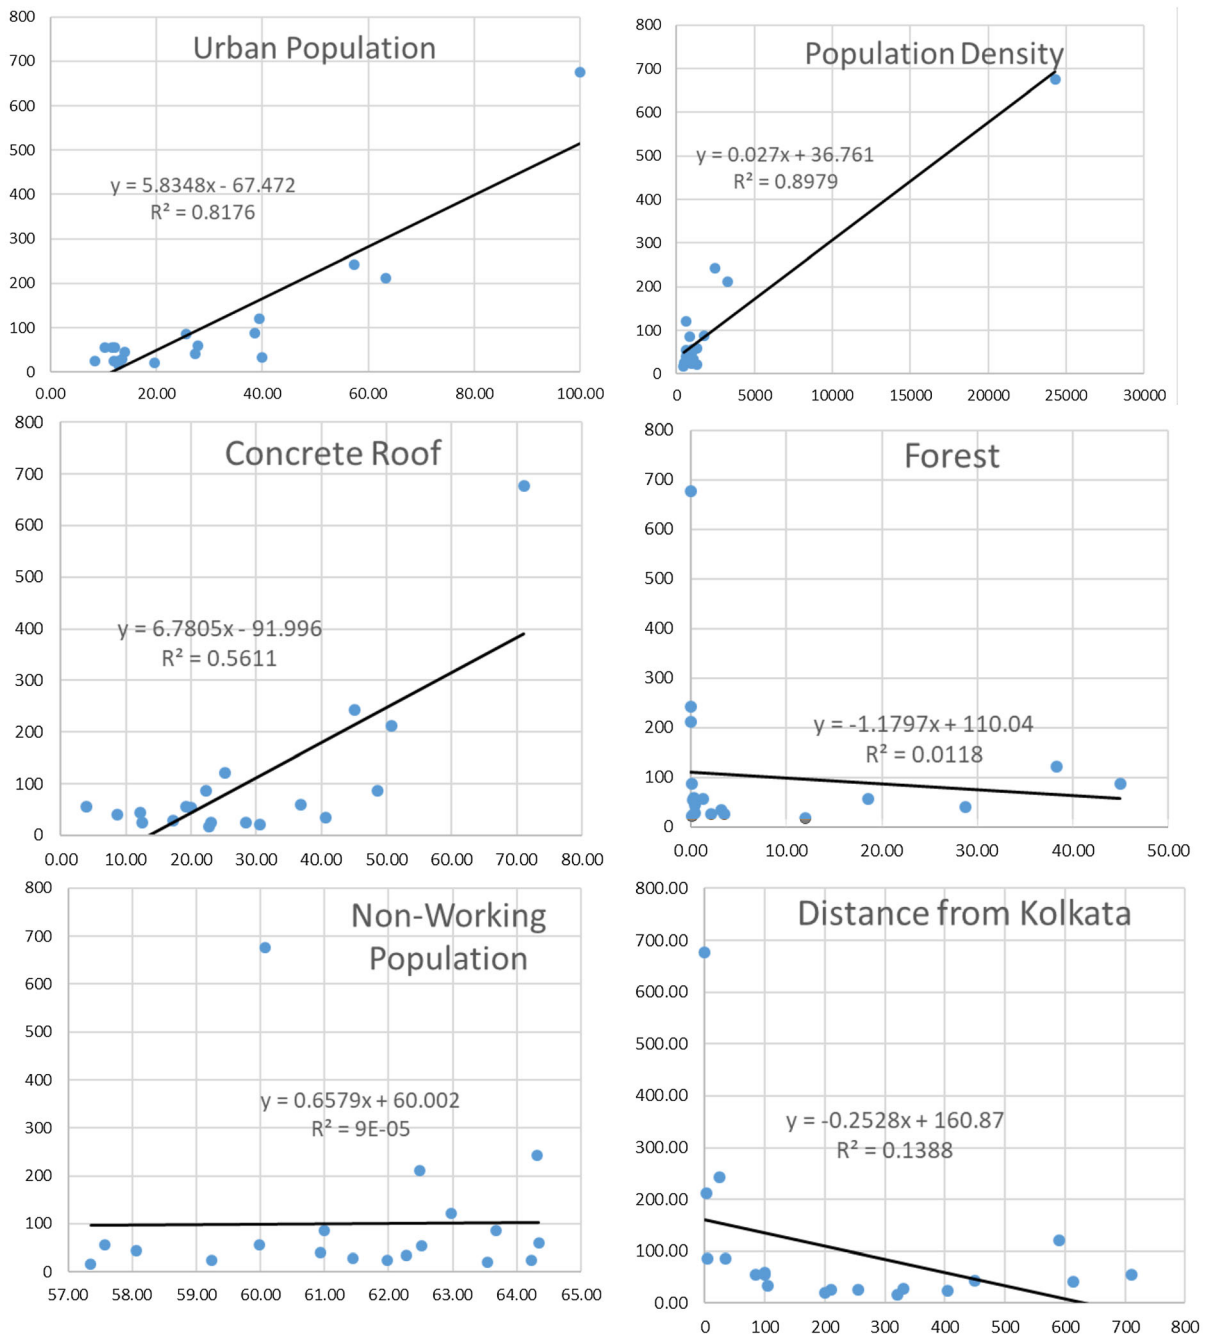 Urban Population
800
700
600
500
400
300
200
100
0
y = 5.8348x - 67.472
R² = 0.8176
0.00 20.00 40.00 60.00 80.00 100.00
Population Density
800
700
600
500
400
300
200
100
0
y = 0.027x + 36.761
R² = 0.8979
0 5000 10000 15000 20000 25000 30000
Concrete Roof
800
700
600
500
400
300
200
100
0
y = 6.7805x - 91.996
R² = 0.5611
0.00 10.00 20.00 30.00 40.00 50.00 60.00 70.00 80.00
Forest
800
700
600
500
400
300
200
100
0
y = -1.1797x + 110.04
R² = 0.0118
0.00 10.00 20.00 30.00 40.00 50.00
Non-Working
Population
800
700
600
500
400
300
200
100
0
y = 0.6579x + 60.002
R² = 9E-05
57.00 58.00 59.00 60.00 61.00 62.00 63.00 64.00 65.00
Distance from Kolkata
800.00
700.00
600.00
500.00
400.00
300.00
200.00
100.00
0.00
y = -0.2528x + 160.87
R² = 0.1388
0 100 200 300 400 500 600 700 800